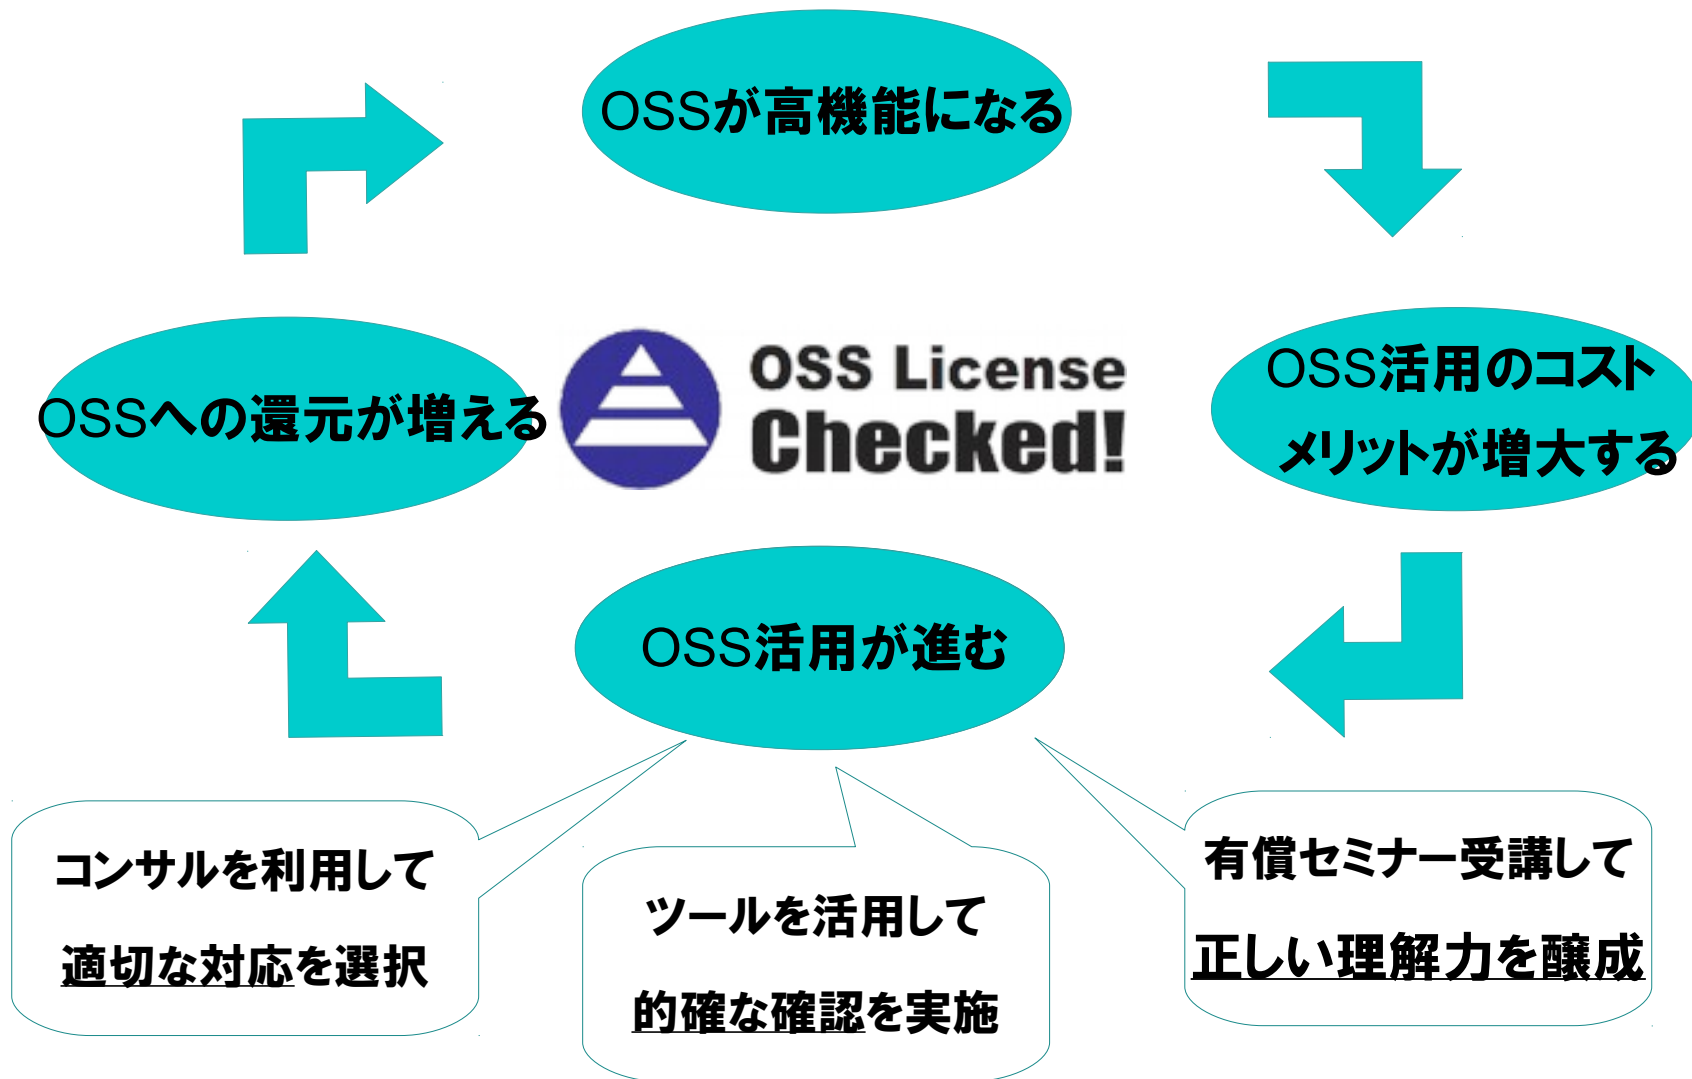 OSSが高機能になる
OSSへの還元が増える
OSS License
Checked!
OSS活用のコスト
メリットが増大する
OSS活用が進む
コンサルを利用して
適切な対応を選択
ツールを活用して
的確な確認を実施
有償セミナー受講して
正しい理解力を醸成